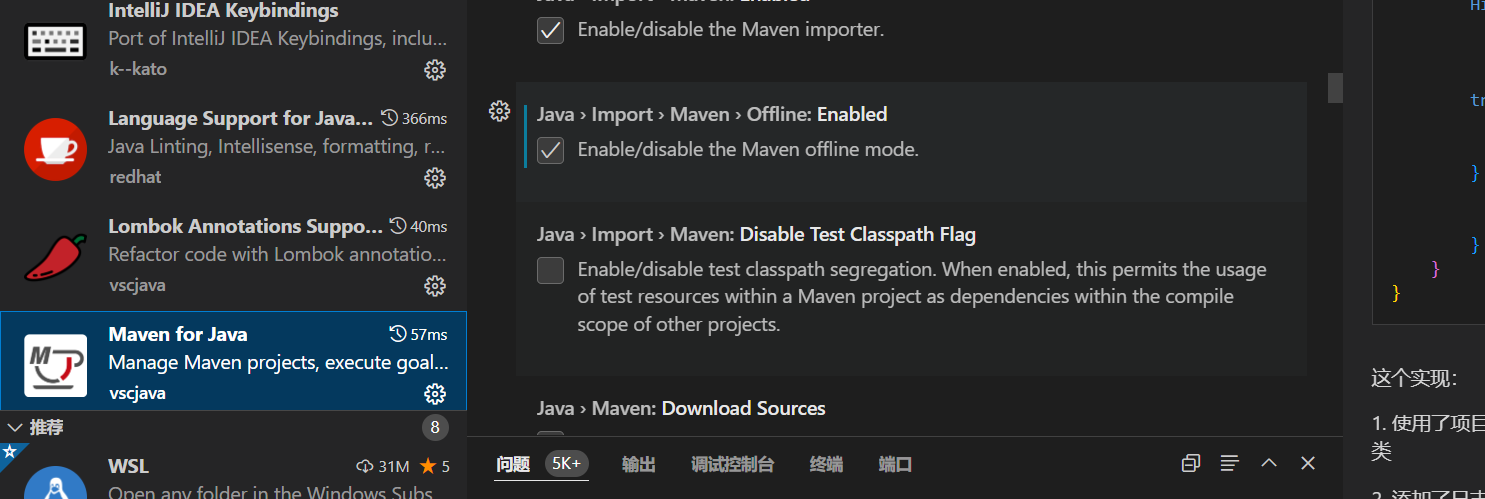 IntelliJ IDEA Keybindings
Port of IntelliJ IDEA Keybindings, inclu...
k--kato
Language Support for Java... 366ms
Java Linting, Intellisense, formatting, r...
redhat
Lombok Annotations Suppo... 40ms
Refactor code with Lombok annotatio...
vscjava
Maven for Java 57ms
Manage Maven projects, execute goal...
vscjava
推荐 8
WSL 31M 5
Open any folder in the Windows Subs
Enable/disable the Maven importer.
Java › Import › Maven › Offline: Enabled
Enable/disable the Maven offline mode.
Java › Import › Maven: Disable Test Classpath Flag
Enable/disable test classpath segregation. When enabled, this permits the usage
of test resources within a Maven project as dependencies within the compile
scope of other projects.
Java › Maven: Download Sources
问题 5K+ 输出 调试控制台 终端 端口
Hi
tr
}
}
}
}
这个实现：
1. 使用了项目
类
2. 添加了日志